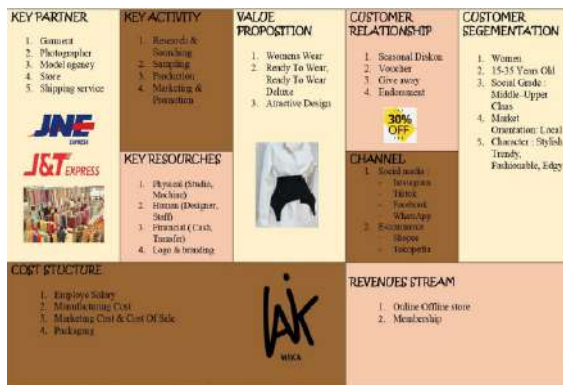 KEY PARTNER
1. Garment
2. Photographer
3. Model agency
4. Store
5. Shipping service
JNE
EXPRESS
J&T EXPRESS
KEY ACTIVITY
1. Research &
Sourching
2. Sampling
3. Production
4. Marketing &
Promotion
KEY RESOURCHES
1. Physical (Studio,
Machine)
2. Human (Designer,
Staff)
3. Financial (Cash,
Transfer)
4. Logo & branding
VALUE
PROPOSITION
1. Womens Wear
2. Ready To Wear,
Ready To Wear
Deluxe
3. Attractive Design
CUSTOMER
RELATIONSHIP
1. Seasonal Diskon
2. Voucher
3. Give away
4. Endorsment
30%
OFF
CHANNEL
1. Social media :
- Instagram
- Tiktok
- Facebook
- WhatsApp
2. E-commerce
- Shopee
- Tokopedia
CUSTOMER
SEGEMENTATION
1. Women
2. 15-35 Years Old
3. Social Grade :
Middle-Upper
Class
4. Market
Orientation: Local
5. Character : Stylish,
Trendy,
Fashionable, Edgy
COST STUCTURE
1. Employe Salary
2. Manufacturing Cost
3. Marketing Cost & Cost Of Sale
4. Packaging
REVENUES STREAM
1. Online Offline store
2. Membership